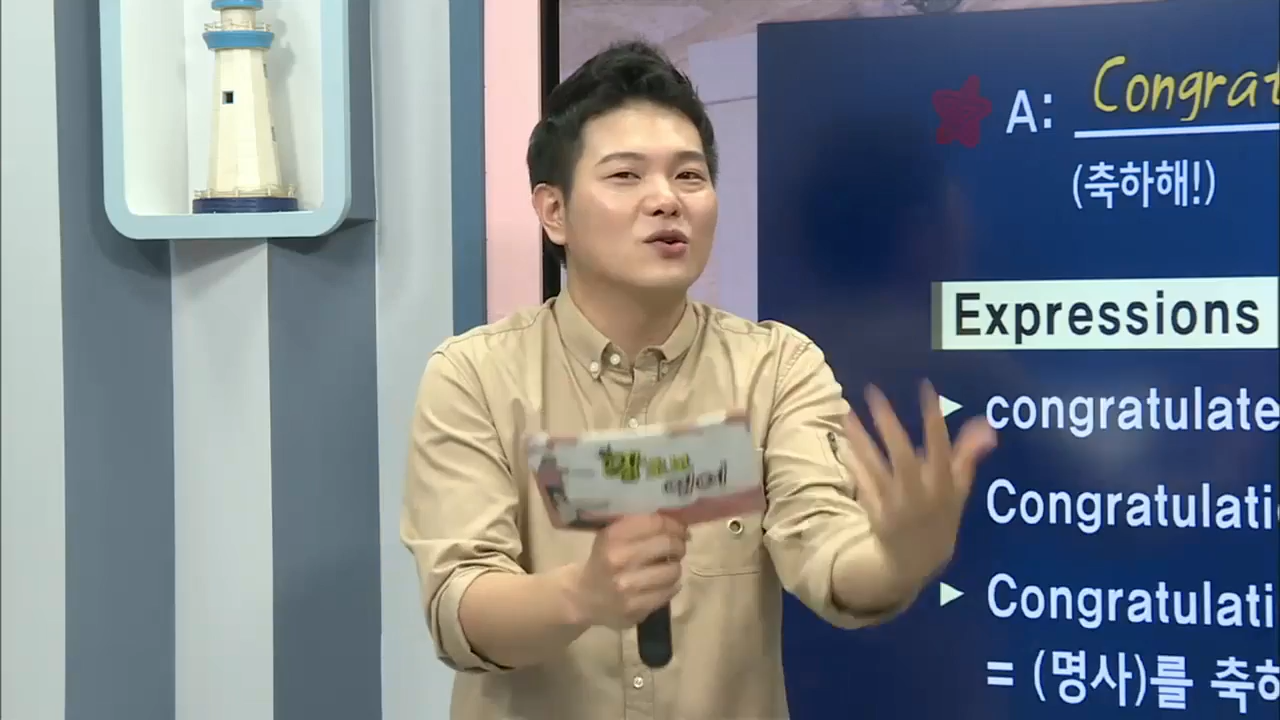 A: Congrat
(축하해!)
Expressions
congratulate
Congratulati
Congratulati
= (명사)를 축하